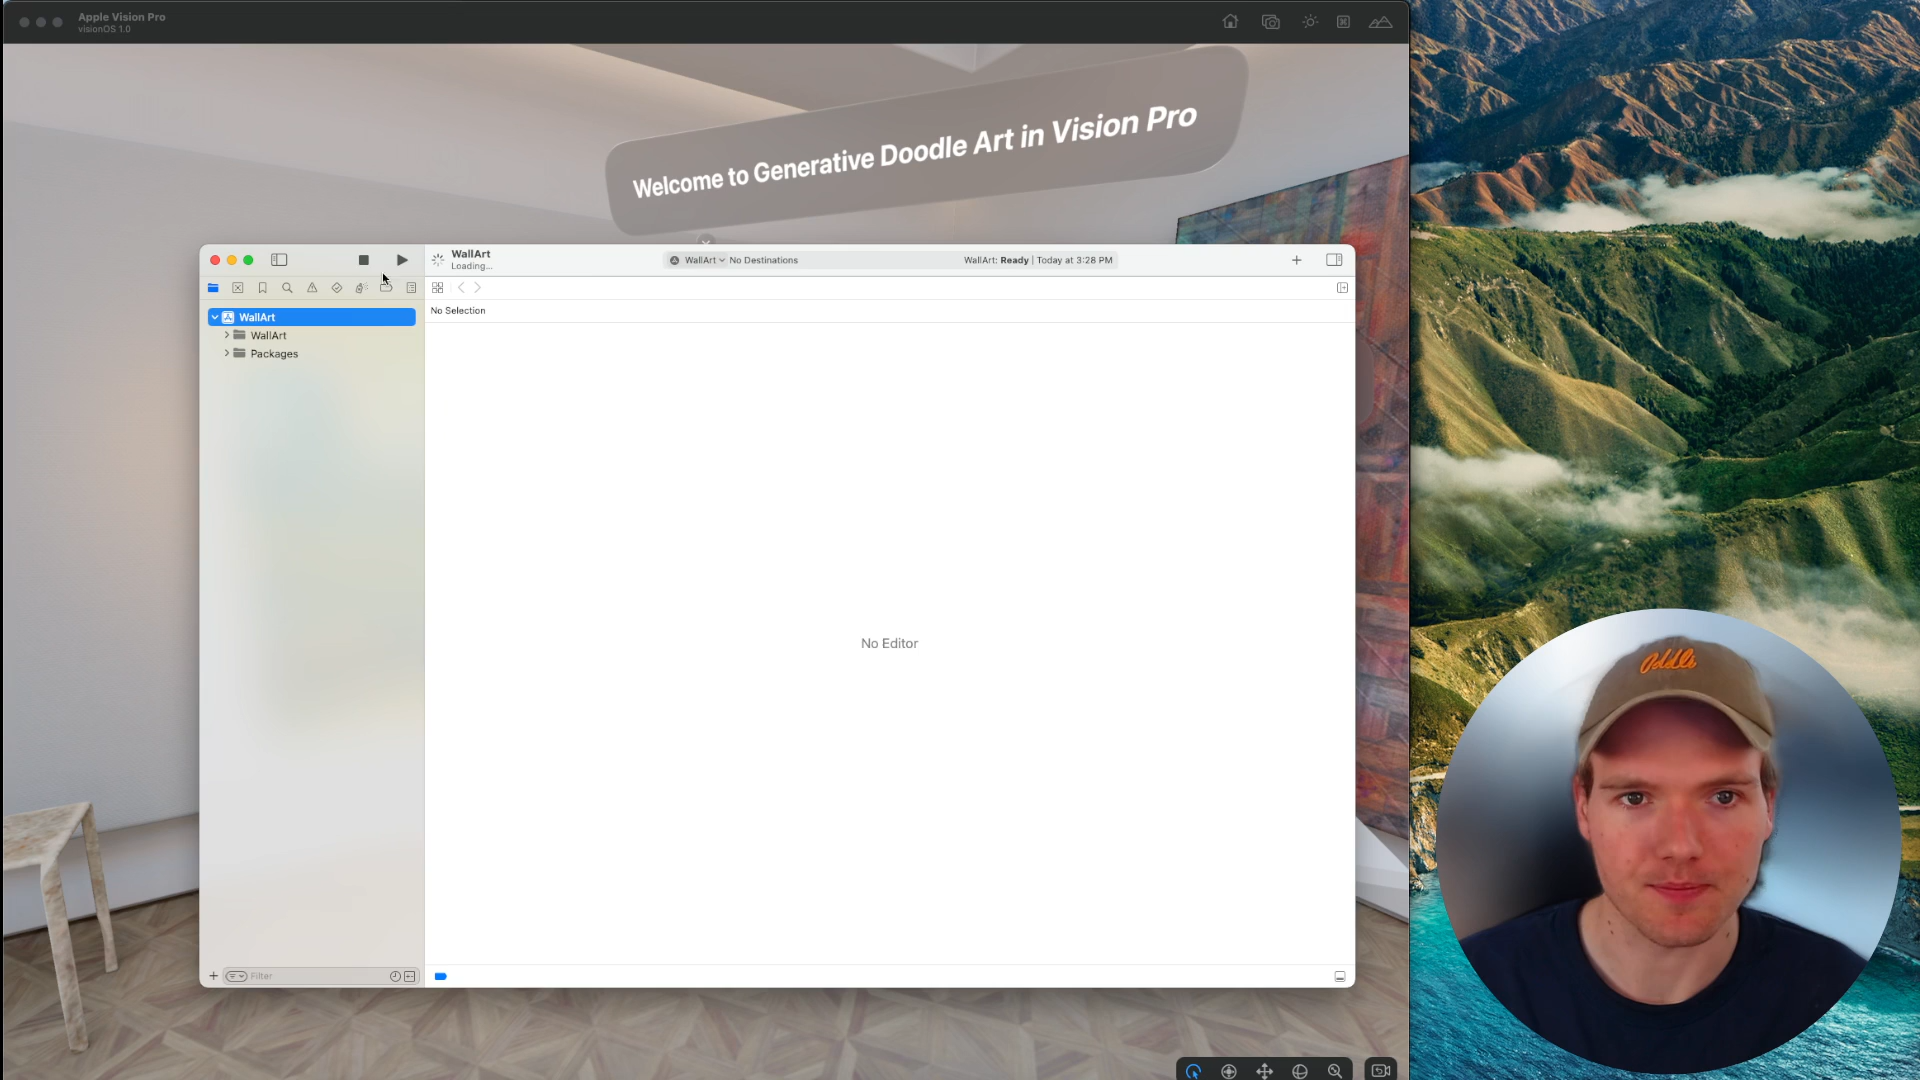 Apple Vision Pro
visionOS 1.0
Welcome to Generative Doodle Art in Vision Pro
WallArt
Loading...
WallArt
No Destinations
WallArt: Ready | Today at 3:28 PM
No Selection
WallArt
WallArt
Packages
No Editor
Filter
Oddli